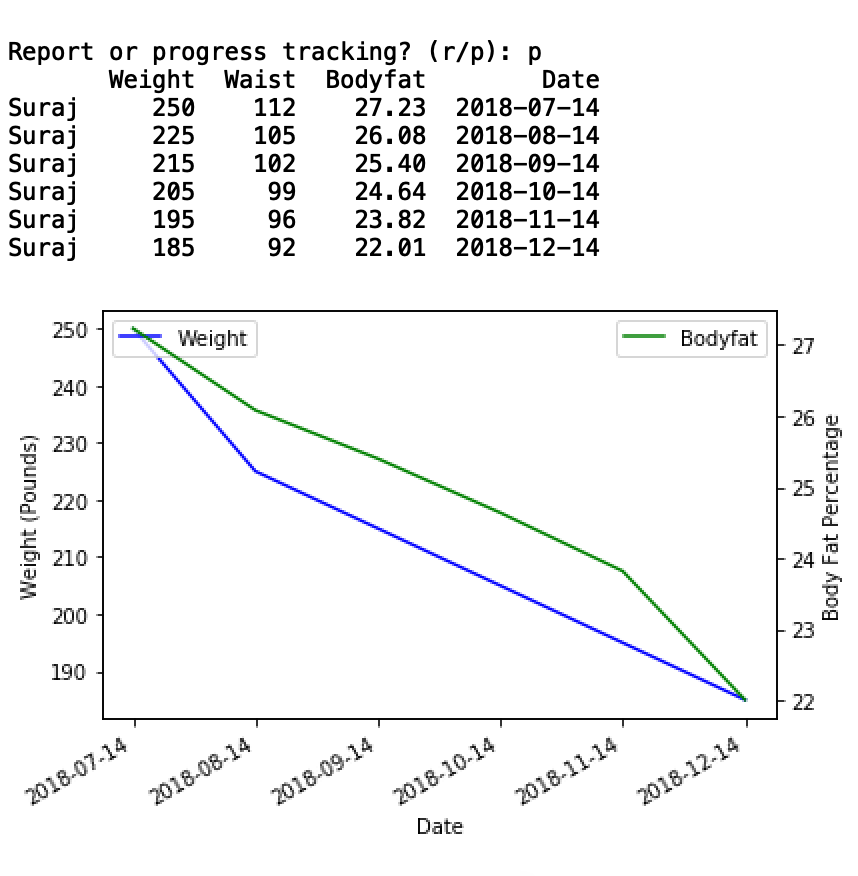 Report or progress tracking? (r/p): p
Weight Waist Bodyfat Date
Suraj 250 112 27.23 2018-07-14
Suraj 225 105 26.08 2018-08-14
Suraj 215 102 25.40 2018-09-14
Suraj 205 99 24.64 2018-10-14
Suraj 195 96 23.82 2018-11-14
Suraj 185 92 22.01 2018-12-14
Weight
Bodyfat
Weight (Pounds)
250
240
230
220
210
200
190
27
26
25
24
23
22
Body Fat Percentage
2018-07-14
2018-08-14
2018-09-14
2018-10-14
2018-11-14
2018-12-14
Date